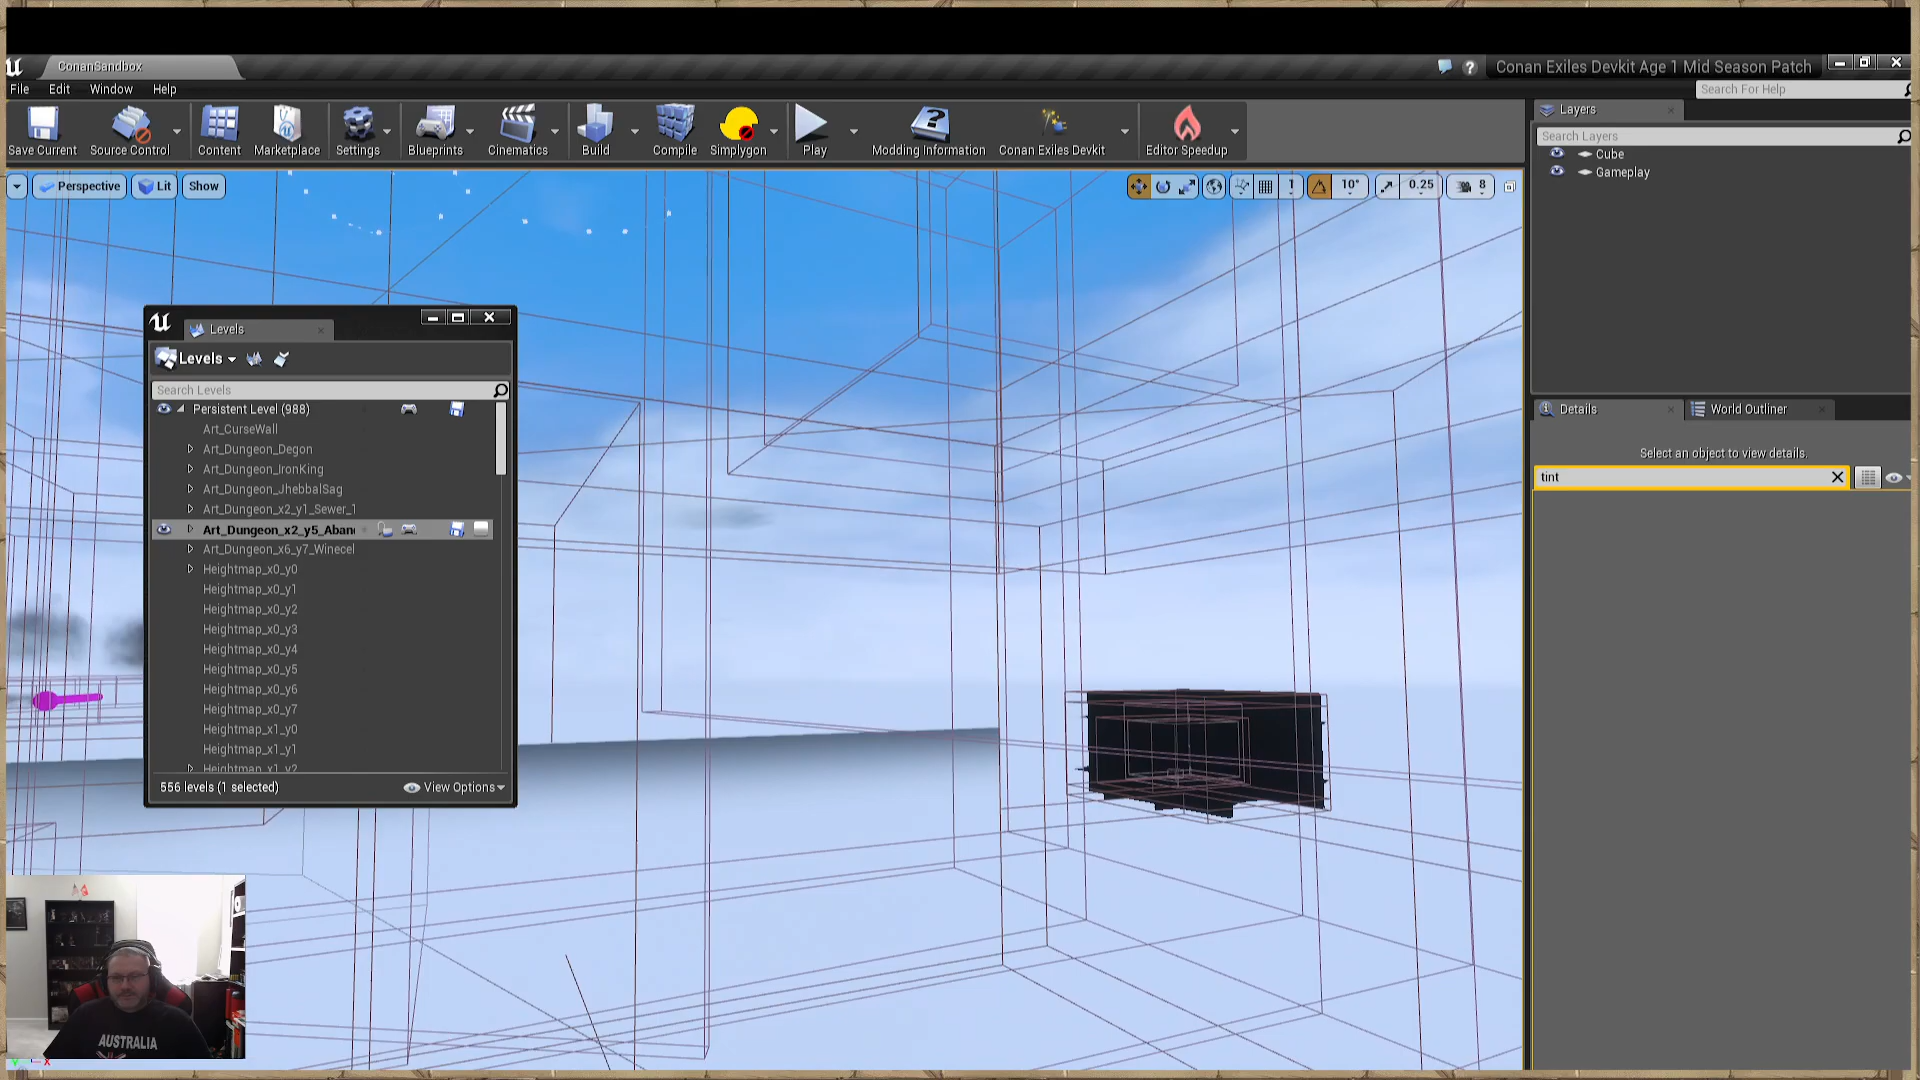 ConanSandbox
Conan Exiles Devkit Age 1 Mid Season Patch
File Edit Window Help
Search For Help
Save Current Source Control Content Marketplace Settings Blueprints Cinematics Build Compile Simplygon Play Modding Information Conan Exiles Devkit Editor Speedup
Layers
Search Layers
Cube
Gameplay
Perspective Lit Show
1 10° 0.25 8
Levels
Levels
Search Levels
Persistent Level (988)
Art_CurseWall
Art_Dungeon_Degon
Art_Dungeon_IronKing
Art_Dungeon_JhebbalSag
Art_Dungeon_x2_y1_Sewer_1
Art_Dungeon_x2_y5_Aban
Art_Dungeon_x6_y7_Winecel
Heightmap_x0_y0
Heightmap_x0_y1
Heightmap_x0_y2
Heightmap_x0_y3
Heightmap_x0_y4
Heightmap_x0_y5
Heightmap_x0_y6
Heightmap_x0_y7
Heightmap_x1_y0
Heightmap_x1_y1
Heightmap_x1_y2
556 levels (1 selected)
View Options
Details World Outliner
Select an object to view details.
tint
AUSTRALIA